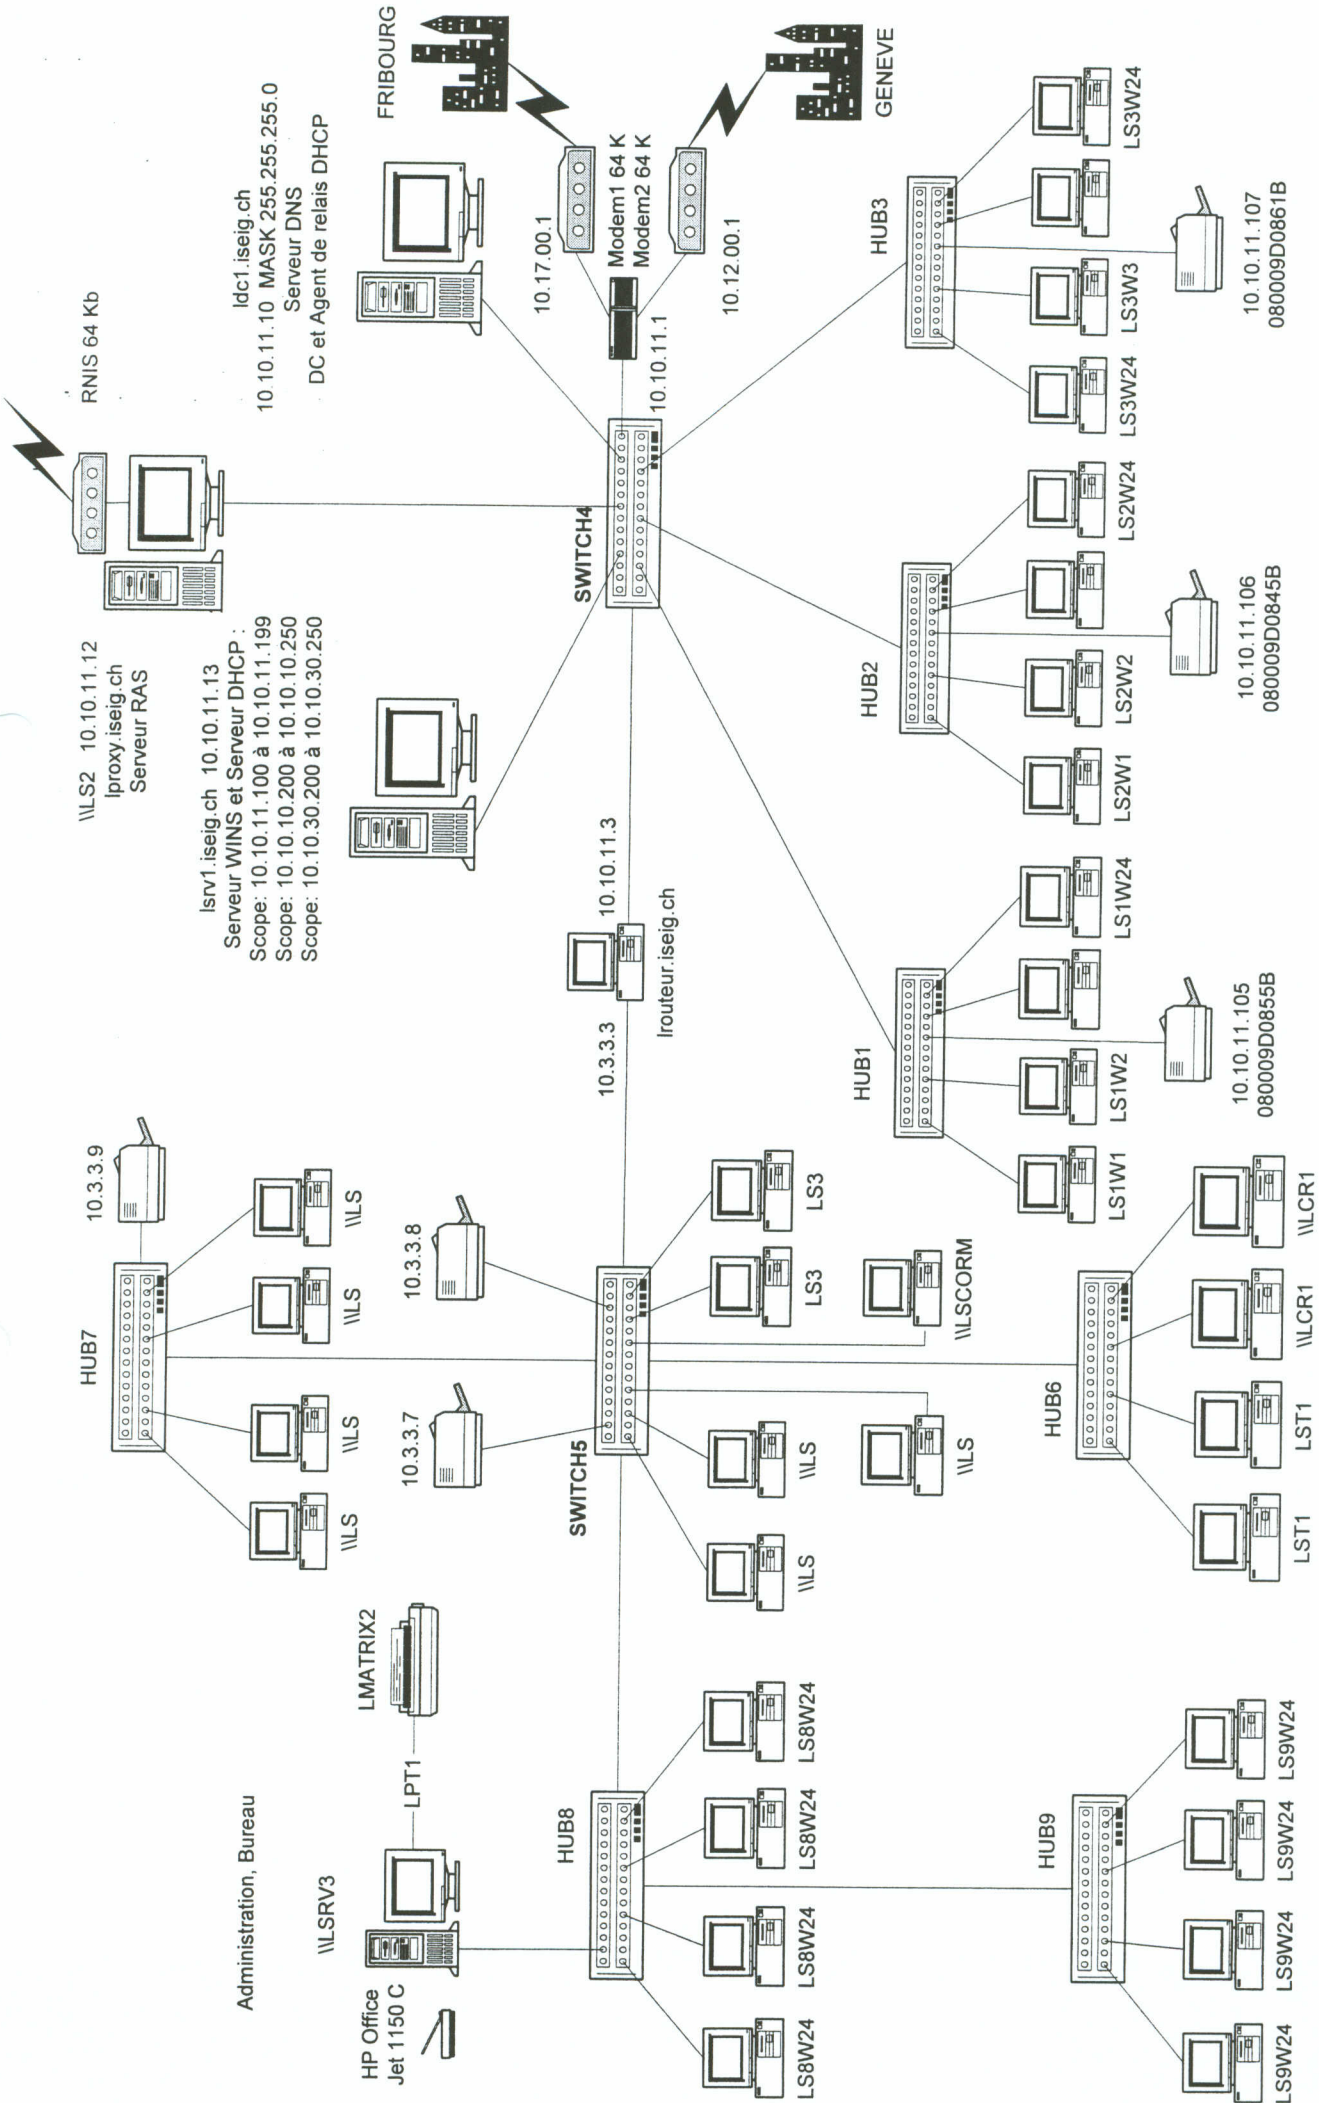 Administration, Bureau
\\LSRV3
HP Office
Jet 1150 C
LPT1
LMATRIX2
HUB8
LS8W24
LS8W24
LS8W24
LS8W24
HUB9
LS9W24
LS9W24
LS9W24
LS9W24
HUB7
10.3.3.9
\\LS
\\LS
\\LS
\\LS
10.3.3.7
10.3.3.8
SWITCH5
\\LS
\\LS
LS3
LS3
\\LS
\\LSCORM
HUB6
LST1
LST1
\\LCR1
\\LCR1
10.3.3.3
10.10.11.3
lrouteur.iseig.ch
\\LS2 10.10.11.12
lproxy.iseig.ch
Serveur RAS
RNIS 64 Kb
lsrv1.iseig.ch 10.10.11.13
Serveur WINS et Serveur DHCP :
Scope: 10.10.11.100 à 10.10.11.199
Scope: 10.10.10.200 à 10.10.10.250
Scope: 10.10.30.200 à 10.10.30.250
ldc1.iseig.ch
10.10.11.10 MASK 255.255.255.0
Serveur DNS
DC et Agent de relais DHCP
SWITCH4
10.10.11.1
10.17.00.1
FRIBOURG
Modem1 64 K
Modem2 64 K
10.12.00.1
GENEVE
HUB1
LS1W1
LS1W2
LS1W24
10.10.11.105
080009D0855B
HUB2
LS2W1
LS2W2
LS2W24
10.10.11.106
080009D0845B
HUB3
LS3W24
LS3W3
LS3W24
10.10.11.107
080009D0861B